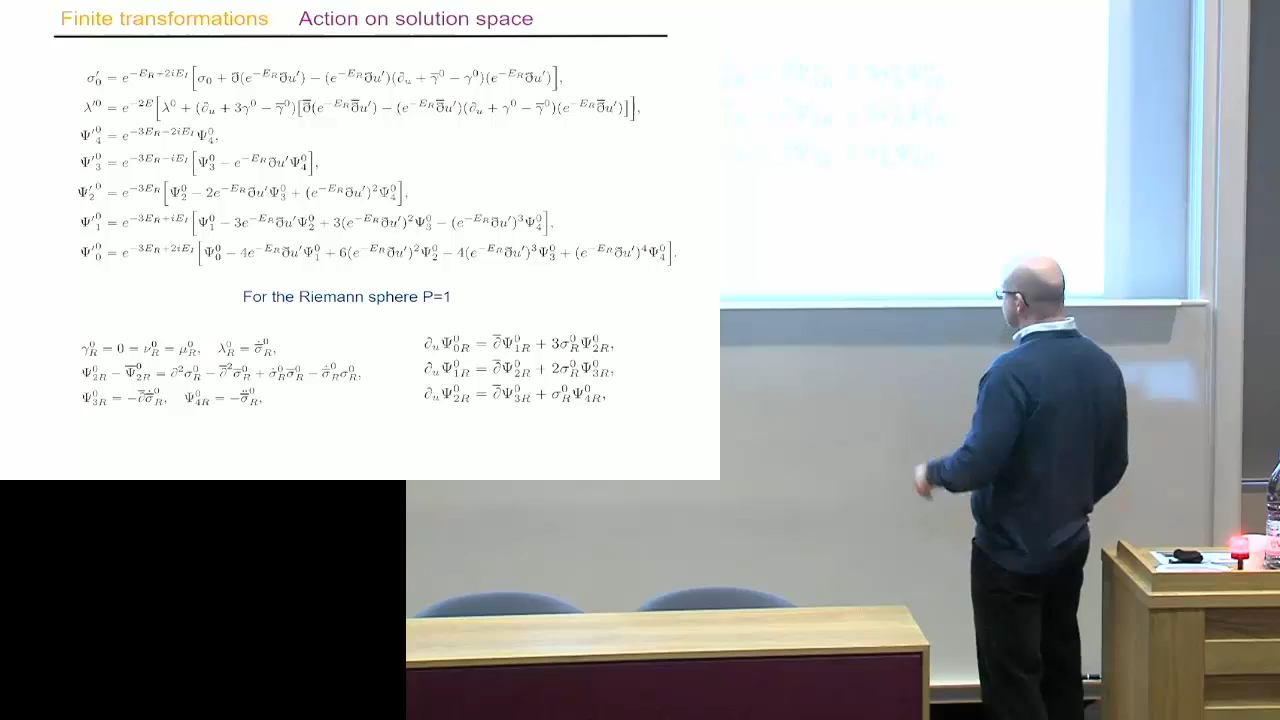 Finite transformations Action on solution space
σ′₀ = e^{−E_R+2iE_I}[σ₀ + ð(e^{−E_R}ðu′) − (e^{−E_R}ðu′)(∂_u + γ̄⁰ − γ⁰)(e^{−E_R}ðu′)],
λ′⁰ = e^{−2E}[λ⁰ + (∂_u + 3γ⁰ − γ̄⁰)[ð̄(e^{−E_R}ð̄u′) − (e^{−E_R}ð̄u′)(∂_u + γ⁰ − γ̄⁰)(e^{−E_R}ð̄u′)]],
Ψ′⁰₄ = e^{−3E_R−2iE_I}Ψ⁰₄,
Ψ′⁰₃ = e^{−3E_R−iE_I}[Ψ⁰₃ − e^{−E_R}ðu′Ψ⁰₄],
Ψ′⁰₂ = e^{−3E_R}[Ψ⁰₂ − 2e^{−E_R}ðu′Ψ⁰₃ + (e^{−E_R}ðu′)²Ψ⁰₄],
Ψ′⁰₁ = e^{−3E_R+iE_I}[Ψ⁰₁ − 3e^{−E_R}ðu′Ψ⁰₂ + 3(e^{−E_R}ðu′)²Ψ⁰₃ − (e^{−E_R}ðu′)³Ψ⁰₄],
Ψ′⁰₀ = e^{−3E_R+2iE_I}[Ψ⁰₀ − 4e^{−E_R}ðu′Ψ⁰₁ + 6(e^{−E_R}ðu′)²Ψ⁰₂ − 4(e^{−E_R}ðu′)³Ψ⁰₃ + (e^{−E_R}ðu′)⁴Ψ⁰₄].
For the Riemann sphere P=1
γ⁰_R = 0 = ν⁰_R = μ⁰_R, λ⁰_R = σ̄̇⁰_R,
Ψ⁰_{2R} − Ψ̄⁰_{2R} = ∂̄²σ⁰_R − ∂²σ̄⁰_R + σ̇⁰_Rσ̄⁰_R − σ̄̇⁰_Rσ⁰_R,
Ψ⁰_{3R} = −∂σ̄̇⁰_R, Ψ⁰_{4R} = −σ̄̈⁰_R,
∂_uΨ⁰_{0R} = ∂̄Ψ⁰_{1R} + 3σ⁰_RΨ⁰_{2R},
∂_uΨ⁰_{1R} = ∂̄Ψ⁰_{2R} + 2σ⁰_RΨ⁰_{3R},
∂_uΨ⁰_{2R} = ∂̄Ψ⁰_{3R} + σ⁰_RΨ⁰_{4R},